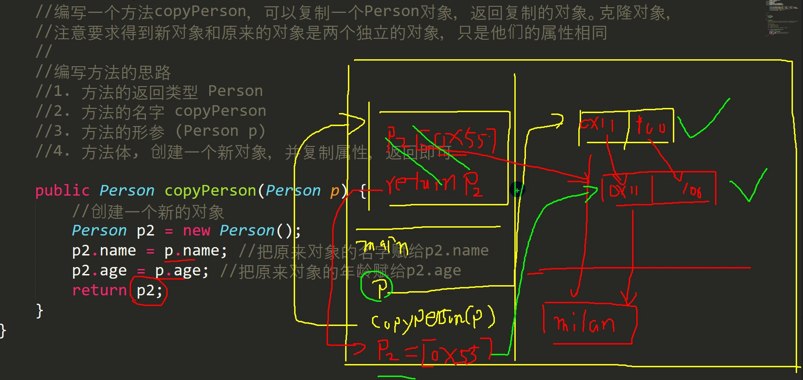 //编写一个方法copyPerson, 可以复制一个Person对象, 返回复制的对象。克隆对象,
//注意要求得到新对象和原来的对象是两个独立的对象, 只是他们的属性相同
//
//编写方法的思路
//1. 方法的返回类型 Person
//2. 方法的名字 copyPerson
//3. 方法的形参 (Person p)
//4. 方法体, 创建一个新对象, 并复制属性, 返回即可
public Person copyPerson(Person p) {
//创建一个新的对象
Person p2 = new Person();
p2.name = p.name; //把原来对象的名字赋给p2.name
p2.age = p.age; //把原来对象的年龄赋给p2.age
return p2;
}
}
P2 [0X55]
return P2
main
P
copyperson(p)
P2 = [0X55]
0X11 100
0X11
milan